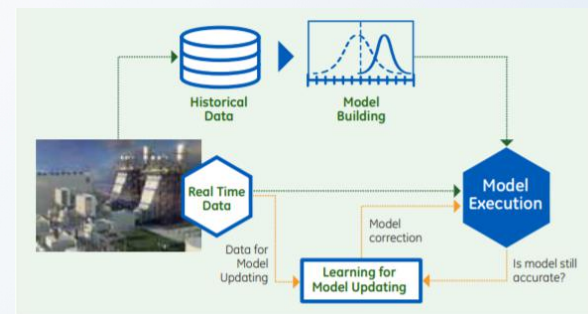 Historical
Data
Model
Building
Real Time
Data
Model
Execution
Data for
Model
Updating
Model
correction
Learning for
Model Updating
Is model still
accurate?